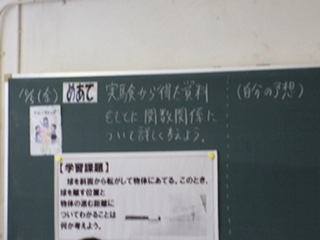 めあて 実験から得た資料 (自分の予想)
もとに 関数関係に
ついて詳しく考えよう。
【学習課題】
球を斜面から転がして物体にあてる。このとき、
球を離す位置と
物体の進む距離に
ついてわかることは
何か考えよう。